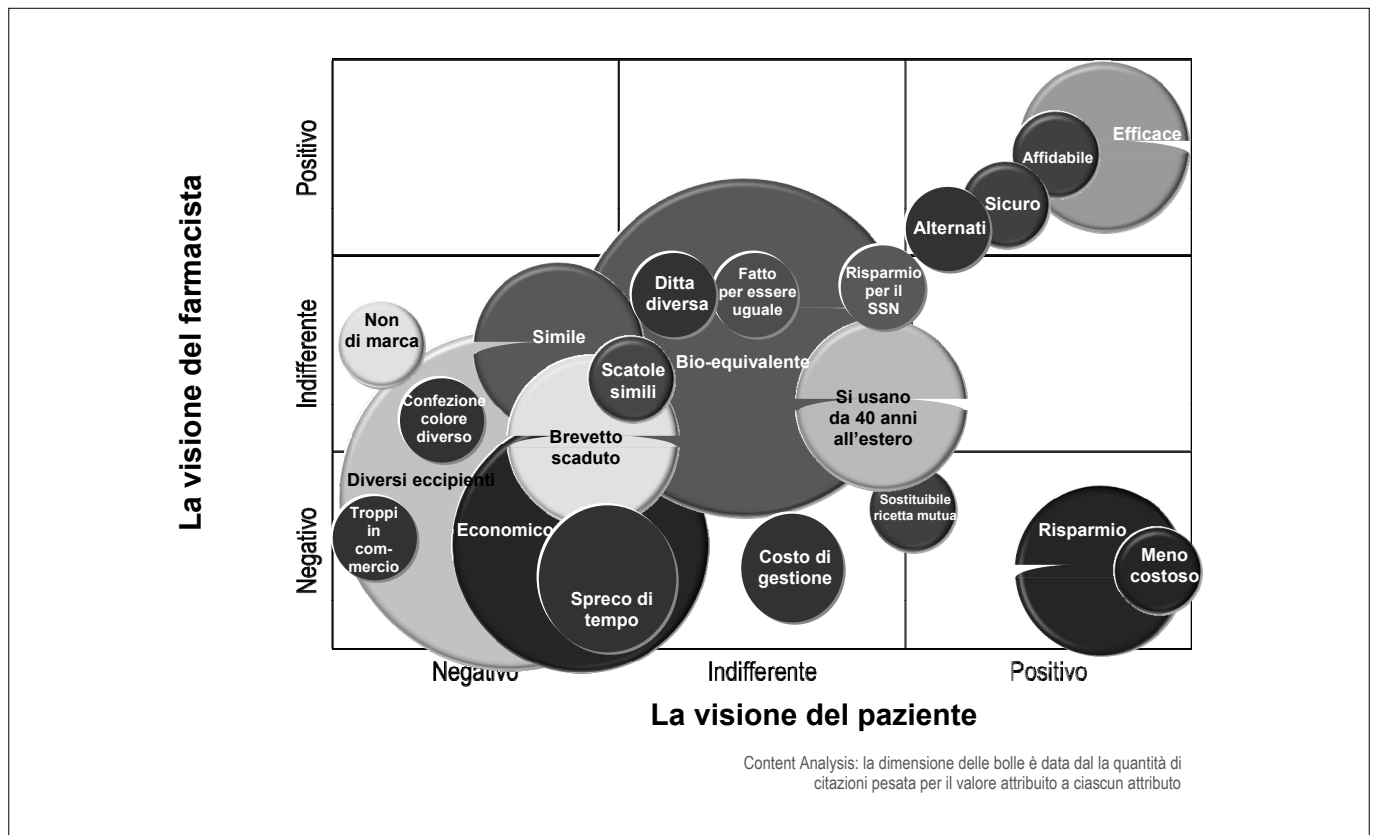 La visione del farmacista
Positivo
Indifferente
Negativo
Efficace
Affidabile
Sicuro
Alternati
Ditta
diversa
Fatto
per essere
uguale
Risparmio
per il
SSN
Non
di marca
Simile
Bio-equivalente
Scatole
simili
Si usano
da 40 anni
all'estero
Confezione
colore
diverso
Brevetto
scaduto
Diversi eccipienti
Troppi
in
com-
mercio
Economico
Spreco di
tempo
Costo di
gestione
Sostituibile
ricetta mutua
Risparmio
Meno
costoso
Negativo
Indifferente
Positivo
La visione del paziente
Content Analysis: la dimensione delle bolle è data dal la quantità di
citazioni pesata per il valore attribuito a ciascun attributo